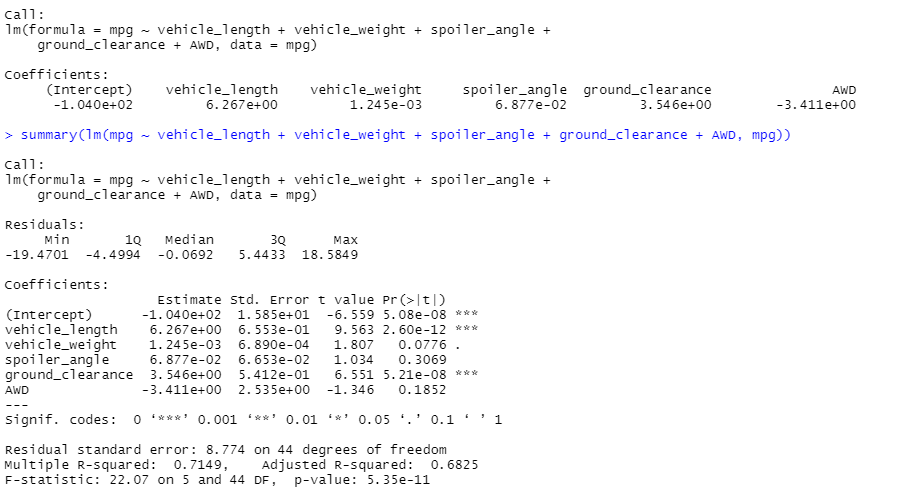 Call:
lm(formula = mpg ~ vehicle_length + vehicle_weight + spoiler_angle +
    ground_clearance + AWD, data = mpg)
Coefficients:
     (Intercept)    vehicle_length    vehicle_weight     spoiler_angle  ground_clearance               AWD
      -1.040e+02         6.267e+00         1.245e-03         6.877e-02         3.546e+00        -3.411e+00
> summary(lm(mpg ~ vehicle_length + vehicle_weight + spoiler_angle + ground_clearance + AWD, mpg))
Call:
lm(formula = mpg ~ vehicle_length + vehicle_weight + spoiler_angle +
    ground_clearance + AWD, data = mpg)
Residuals:
     Min       1Q   Median       3Q      Max
-19.4701  -4.4994  -0.0692   5.4433  18.5849
Coefficients:
                   Estimate Std. Error t value Pr(>|t|)
(Intercept)      -1.040e+02  1.585e+01  -6.559 5.08e-08 ***
vehicle_length    6.267e+00  6.553e-01   9.563 2.60e-12 ***
vehicle_weight    1.245e-03  6.890e-04   1.807   0.0776 .
spoiler_angle     6.877e-02  6.653e-02   1.034   0.3069
ground_clearance  3.546e+00  5.412e-01   6.551 5.21e-08 ***
AWD              -3.411e+00  2.535e+00  -1.346   0.1852
---
Signif. codes:  0 ‘***’ 0.001 ‘**’ 0.01 ‘*’ 0.05 ‘.’ 0.1 ‘ ’ 1
Residual standard error: 8.774 on 44 degrees of freedom
Multiple R-squared:  0.7149,    Adjusted R-squared:  0.6825
F-statistic: 22.07 on 5 and 44 DF,  p-value: 5.35e-11